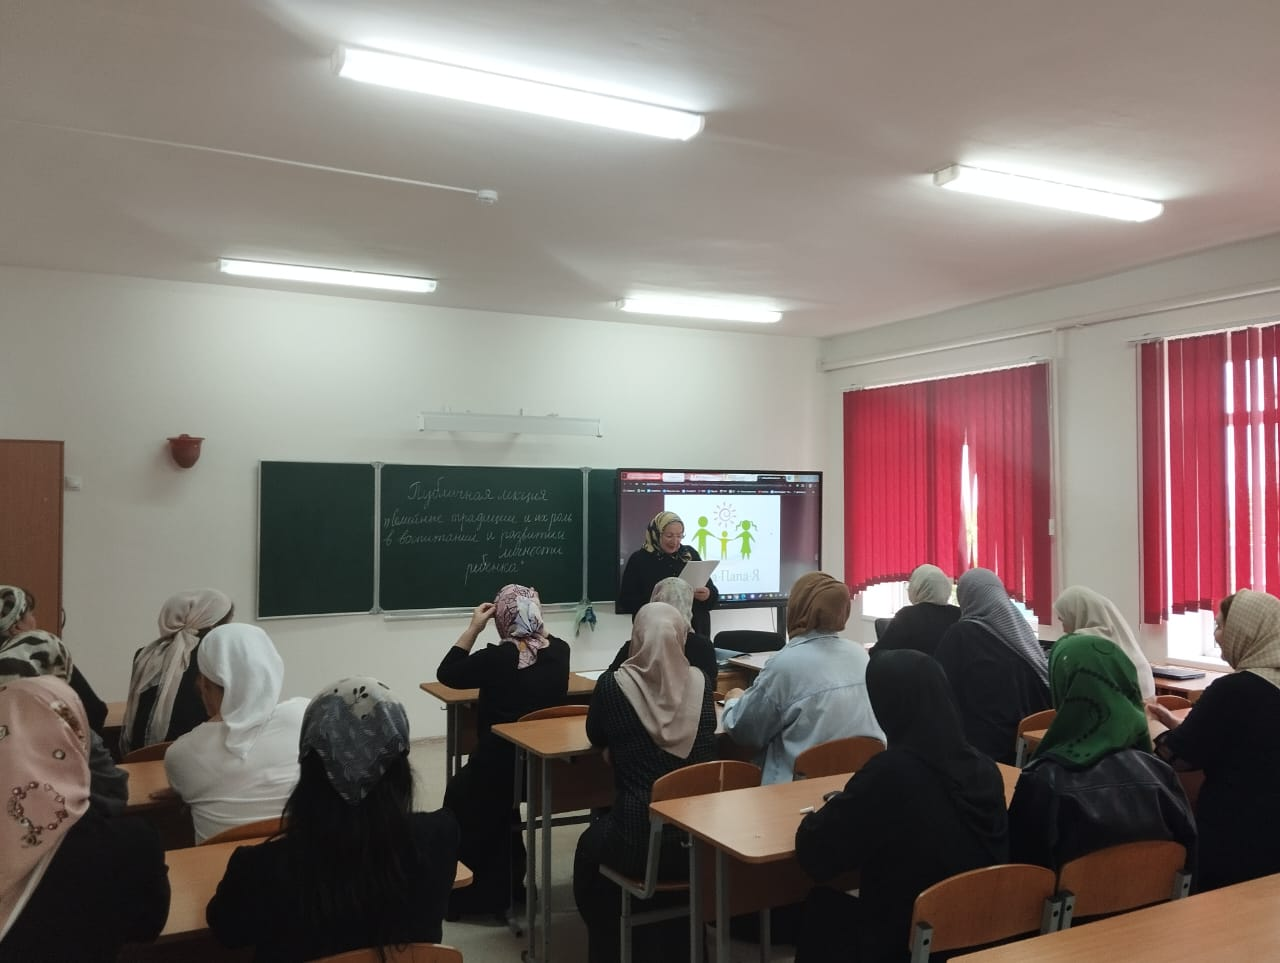 Публичная лекция
"Семейные традиции и их роль
в воспитании и развитии
личности
ребенка"
Папа·Я